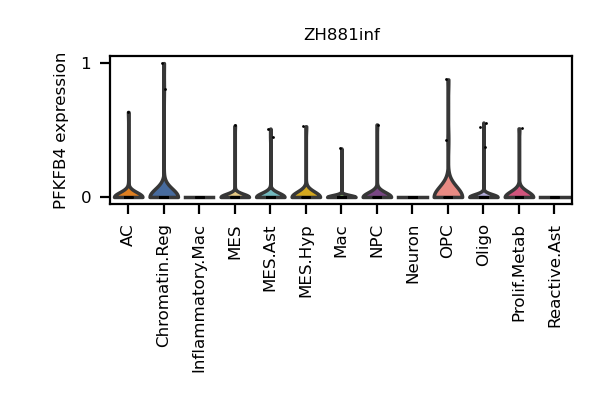 ZH881inf
PFKFB4 expression
1
0
AC
Chromatin.Reg
Inflammatory.Mac
MES
MES.Ast
MES.Hyp
Mac
NPC
Neuron
OPC
Oligo
Prolif.Metab
Reactive.Ast